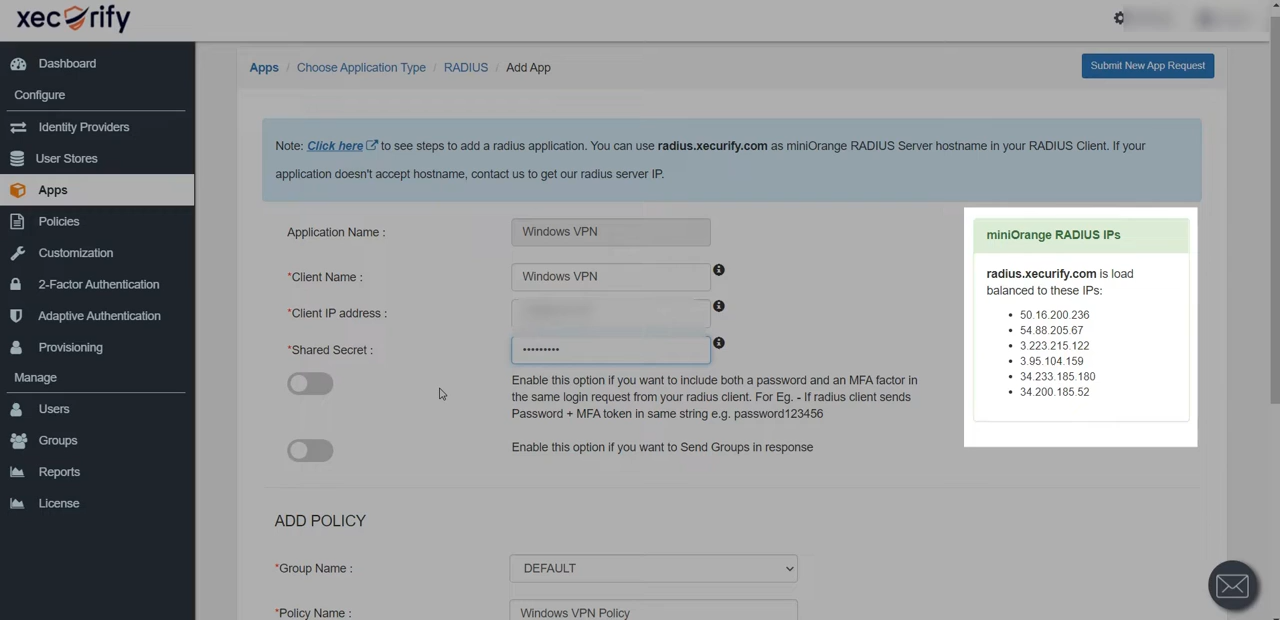 xecurify
Dashboard
Configure
Identity Providers
User Stores
Apps
Policies
Customization
2-Factor Authentication
Adaptive Authentication
Provisioning
Manage
Users
Groups
Reports
License
Apps / Choose Application Type / RADIUS / Add App
Submit New App Request
Note: Click here to see steps to add a radius application. You can use radius.xecurify.com as miniOrange RADIUS Server hostname in your RADIUS Client. If your
application doesn't accept hostname, contact us to get our radius server IP.
Application Name : Windows VPN
*Client Name : Windows VPN
*Client IP address :
*Shared Secret : •••••••••
Enable this option if you want to include both a password and an MFA factor in
the same login request from your radius client. For Eg. - If radius client sends
Password + MFA token in same string e.g. password123456
Enable this option if you want to Send Groups in response
miniOrange RADIUS IPs
radius.xecurify.com is load
balanced to these IPs:
• 50.16.200.236
• 54.88.205.67
• 3.223.215.122
• 3.95.104.159
• 34.233.185.180
• 34.200.185.52
ADD POLICY
*Group Name : DEFAULT
*Policy Name : Windows VPN Policy